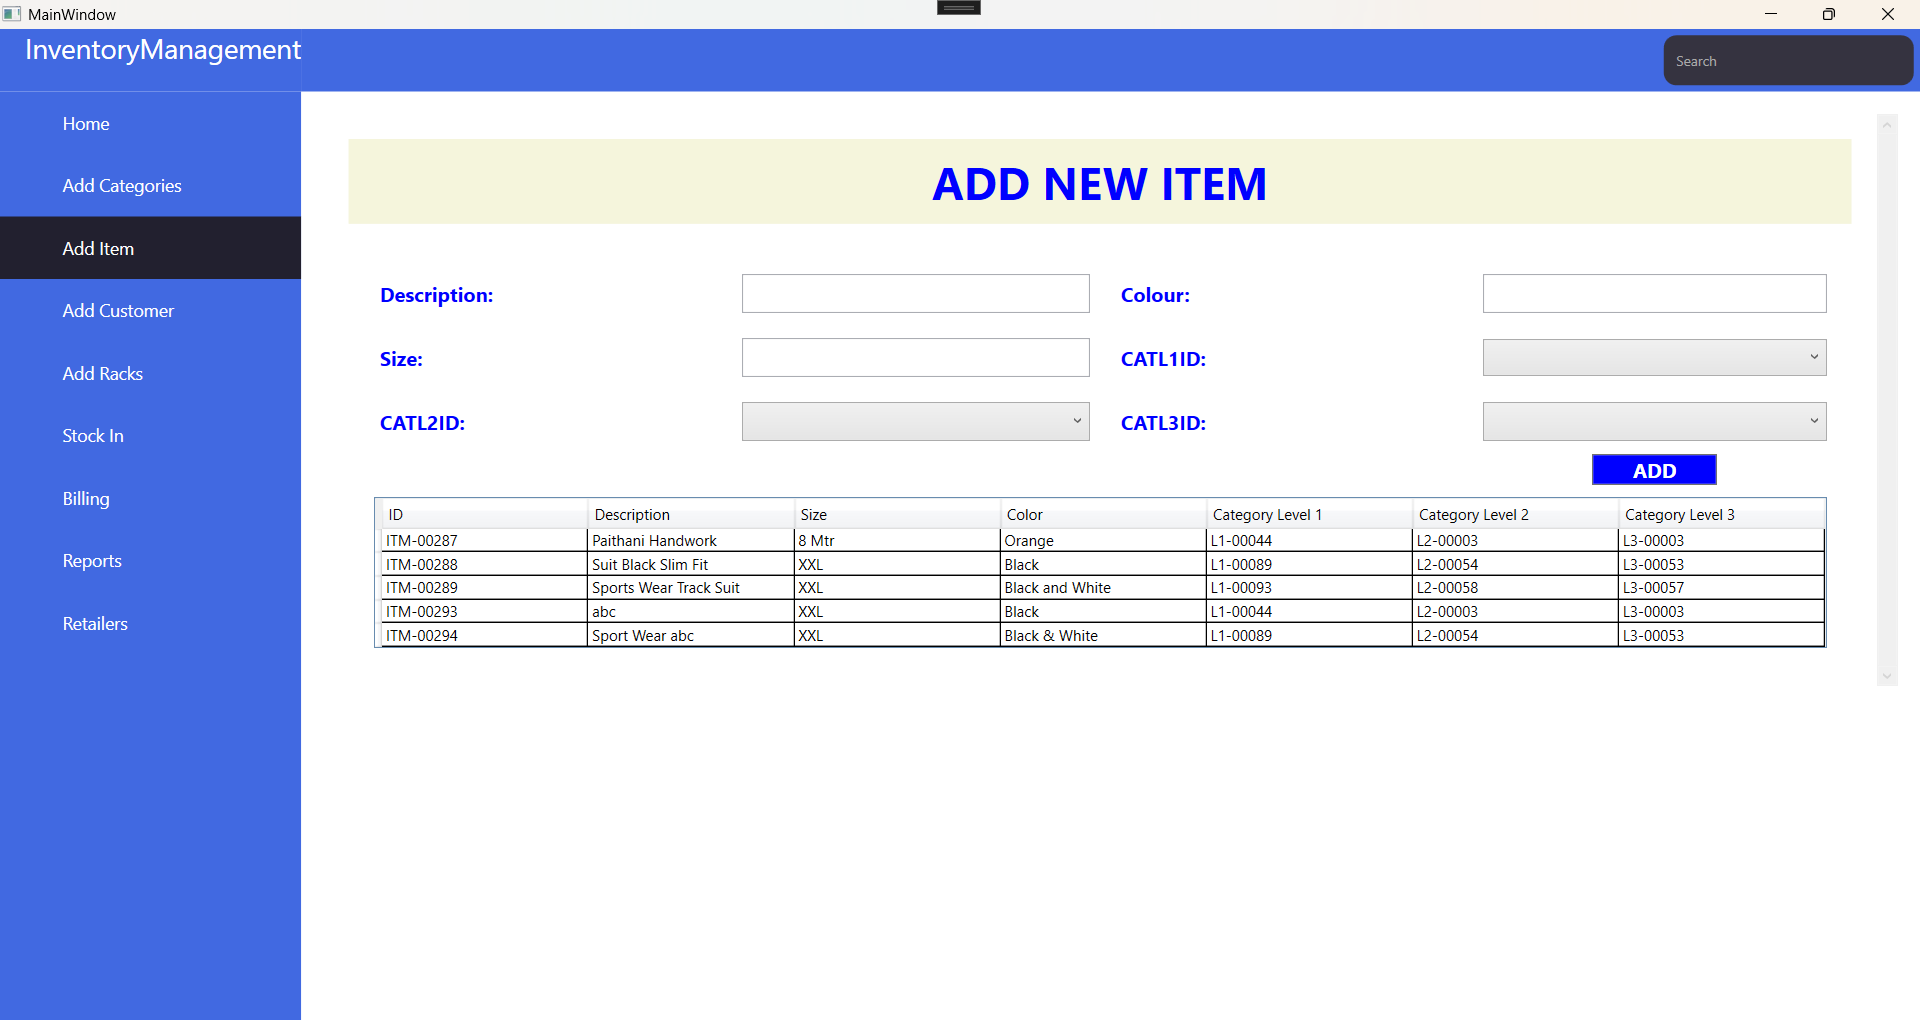 MainWindow
InventoryManagement
Search
Home
Add Categories
Add Item
Add Customer
Add Racks
Stock In
Billing
Reports
Retailers
ADD NEW ITEM
Description: Colour:
Size: CATL1ID:
CATL2ID: CATL3ID:
ADD
ID Description Size Color Category Level 1 Category Level 2 Category Level 3
ITM-00287 Paithani Handwork 8 Mtr Orange L1-00044 L2-00003 L3-00003
ITM-00288 Suit Black Slim Fit XXL Black L1-00089 L2-00054 L3-00053
ITM-00289 Sports Wear Track Suit XXL Black and White L1-00093 L2-00058 L3-00057
ITM-00293 abc XXL Black L1-00044 L2-00003 L3-00003
ITM-00294 Sport Wear abc XXL Black & White L1-00089 L2-00054 L3-00053